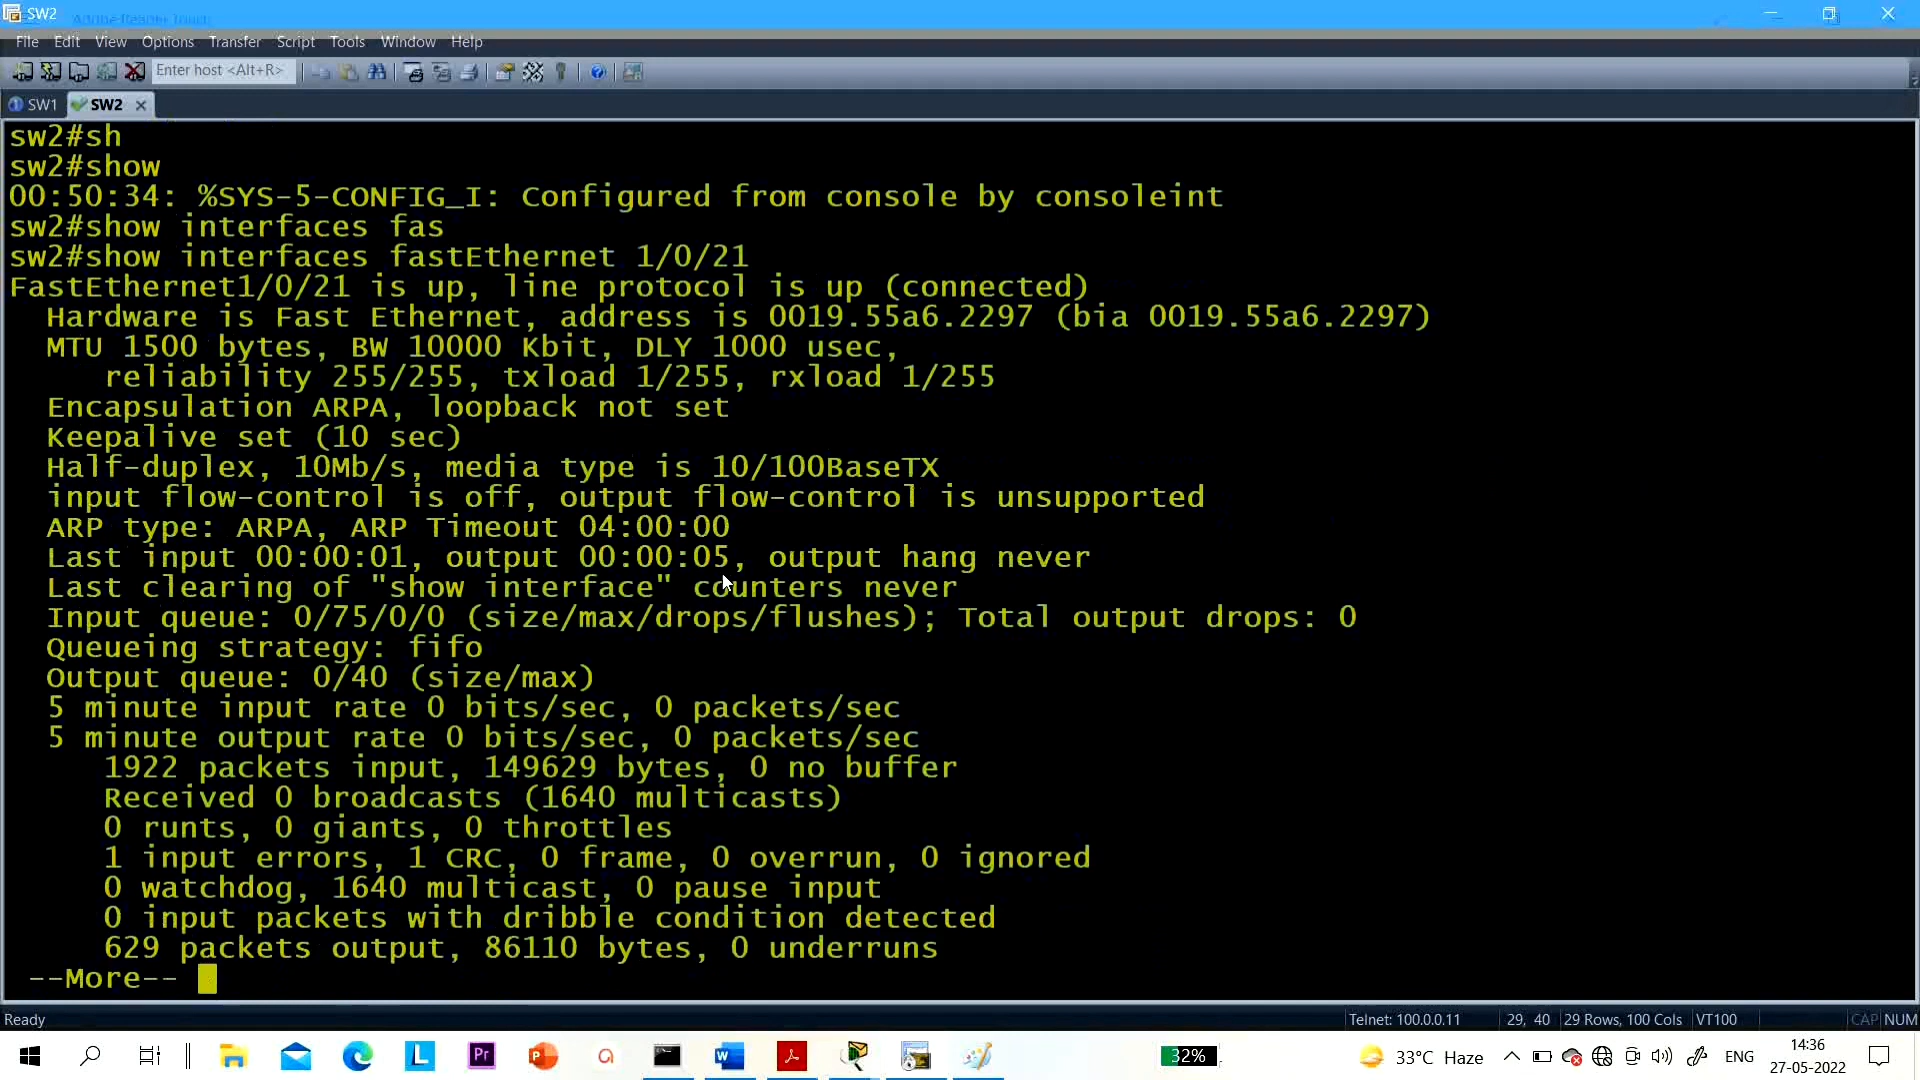 SW2
Adobe Reader Touch
File Edit View Options Transfer Script Tools Window Help
Enter host <Alt+R>
SW1 SW2
sw2#sh
sw2#show
00:50:34: %SYS-5-CONFIG_I: Configured from console by consoleint
sw2#show interfaces fas
sw2#show interfaces fastEthernet 1/0/21
FastEthernet1/0/21 is up, line protocol is up (connected)
Hardware is Fast Ethernet, address is 0019.55a6.2297 (bia 0019.55a6.2297)
MTU 1500 bytes, BW 10000 Kbit, DLY 1000 usec,
reliability 255/255, txload 1/255, rxload 1/255
Encapsulation ARPA, loopback not set
Keepalive set (10 sec)
Half-duplex, 10Mb/s, media type is 10/100BaseTX
input flow-control is off, output flow-control is unsupported
ARP type: ARPA, ARP Timeout 04:00:00
Last input 00:00:01, output 00:00:05, output hang never
Last clearing of "show interface" counters never
Input queue: 0/75/0/0 (size/max/drops/flushes); Total output drops: 0
Queueing strategy: fifo
Output queue: 0/40 (size/max)
5 minute input rate 0 bits/sec, 0 packets/sec
5 minute output rate 0 bits/sec, 0 packets/sec
1922 packets input, 149629 bytes, 0 no buffer
Received 0 broadcasts (1640 multicasts)
0 runts, 0 giants, 0 throttles
1 input errors, 1 CRC, 0 frame, 0 overrun, 0 ignored
0 watchdog, 1640 multicast, 0 pause input
0 input packets with dribble condition detected
629 packets output, 86110 bytes, 0 underruns
--More--
Ready Telnet: 100.0.0.11 29, 40 29 Rows, 100 Cols VT100 CAP NUM
L Pr P W 32% 33°C Haze ENG 14:36
27-05-2022